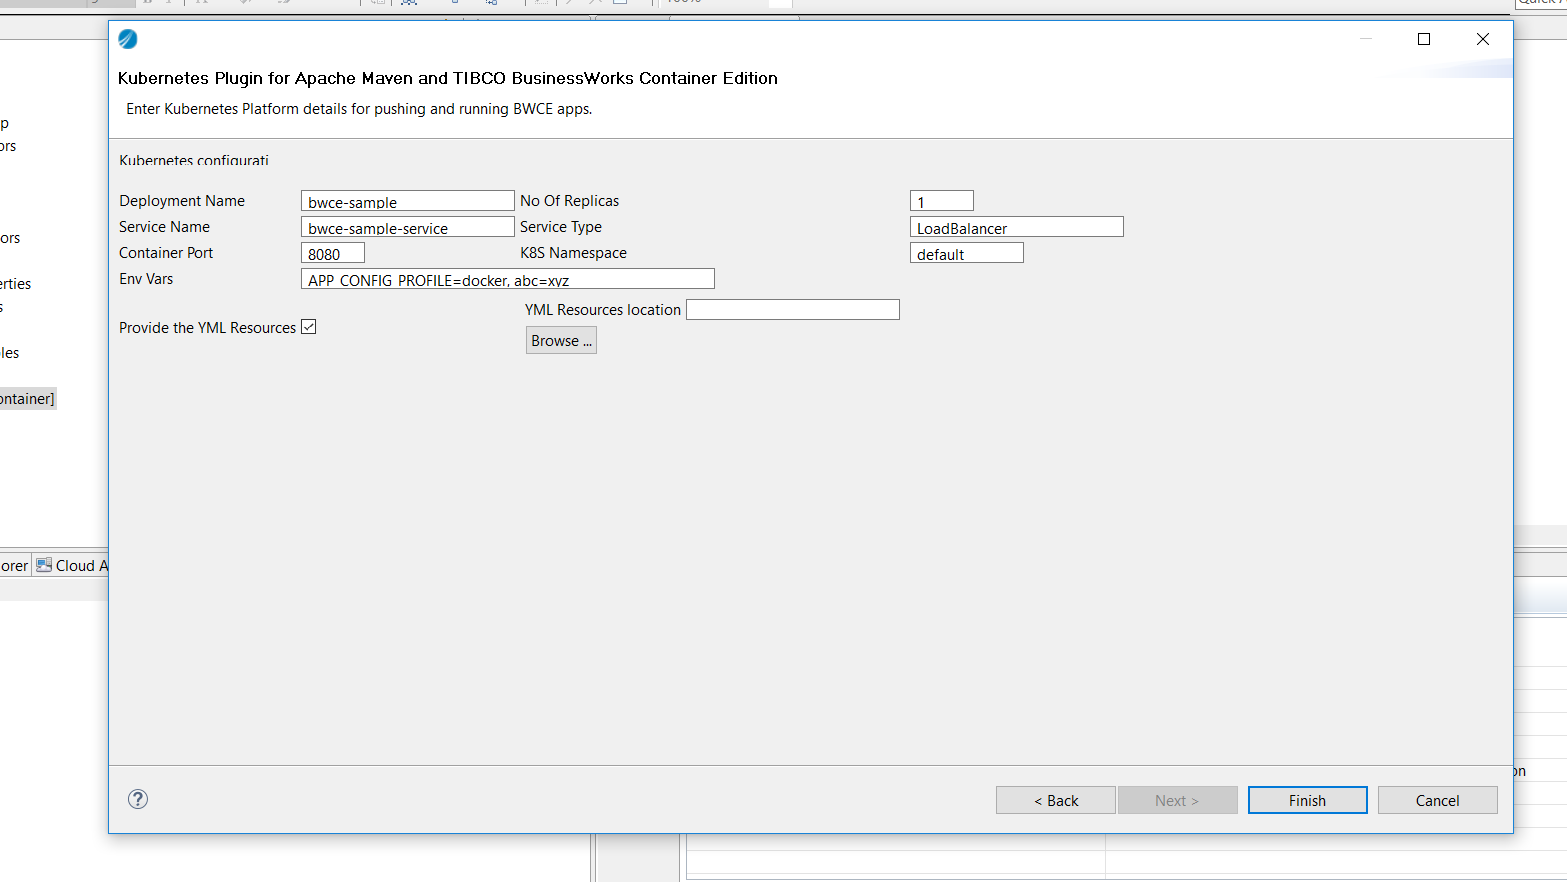 Kubernetes Plugin for Apache Maven and TIBCO BusinessWorks Container Edition
Enter Kubernetes Platform details for pushing and running BWCE apps.
Kubernetes configurati
Deployment Name bwce-sample No Of Replicas 1
Service Name bwce-sample-service Service Type LoadBalancer
Container Port 8080 K8S Namespace default
Env Vars APP_CONFIG_PROFILE=docker, abc=xyz
YML Resources location
Provide the YML Resources
Browse ...
p
ors
ors
erties
s
les
ontainer]
orer Cloud A
on
? < Back Next > Finish Cancel